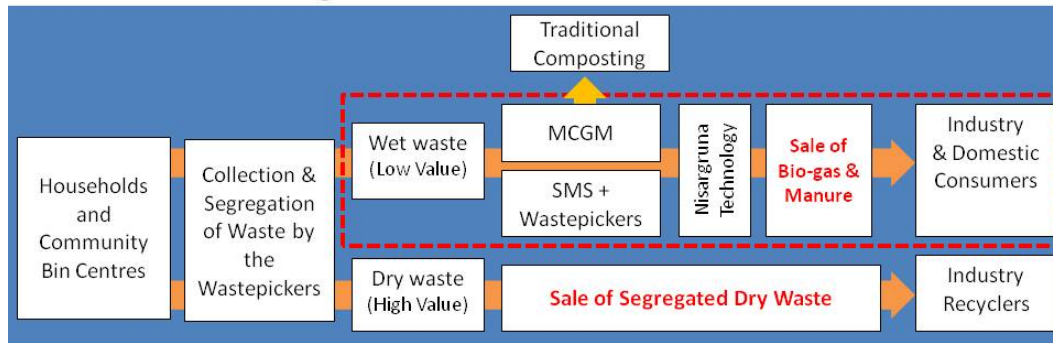 Traditional
Composting
Households
and
Community
Bin Centres
Collection &
Segregation
of Waste by
the
Wastepickers
Wet waste
(Low Value)
MCGM
SMS +
Wastepickers
Nisargruna
Technology
Sale of
Bio-gas &
Manure
Industry
& Domestic
Consumers
Dry waste
(High Value)
Sale of Segregated Dry Waste
Industry
Recyclers